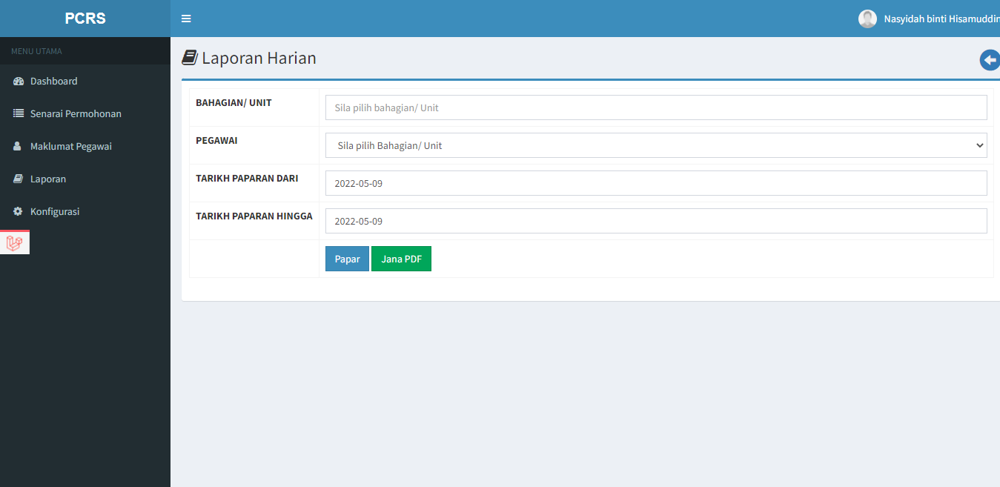 PCRS
Nasyidah binti Hisamuddin
MENU UTAMA
Dashboard
Senarai Permohonan
Maklumat Pegawai
Laporan
Konfigurasi
Laporan Harian
BAHAGIAN/ UNIT
Sila pilih bahagian/ Unit
PEGAWAI
Sila pilih Bahagian/ Unit
TARIKH PAPARAN DARI
2022-05-09
TARIKH PAPARAN HINGGA
2022-05-09
Papar
Jana PDF